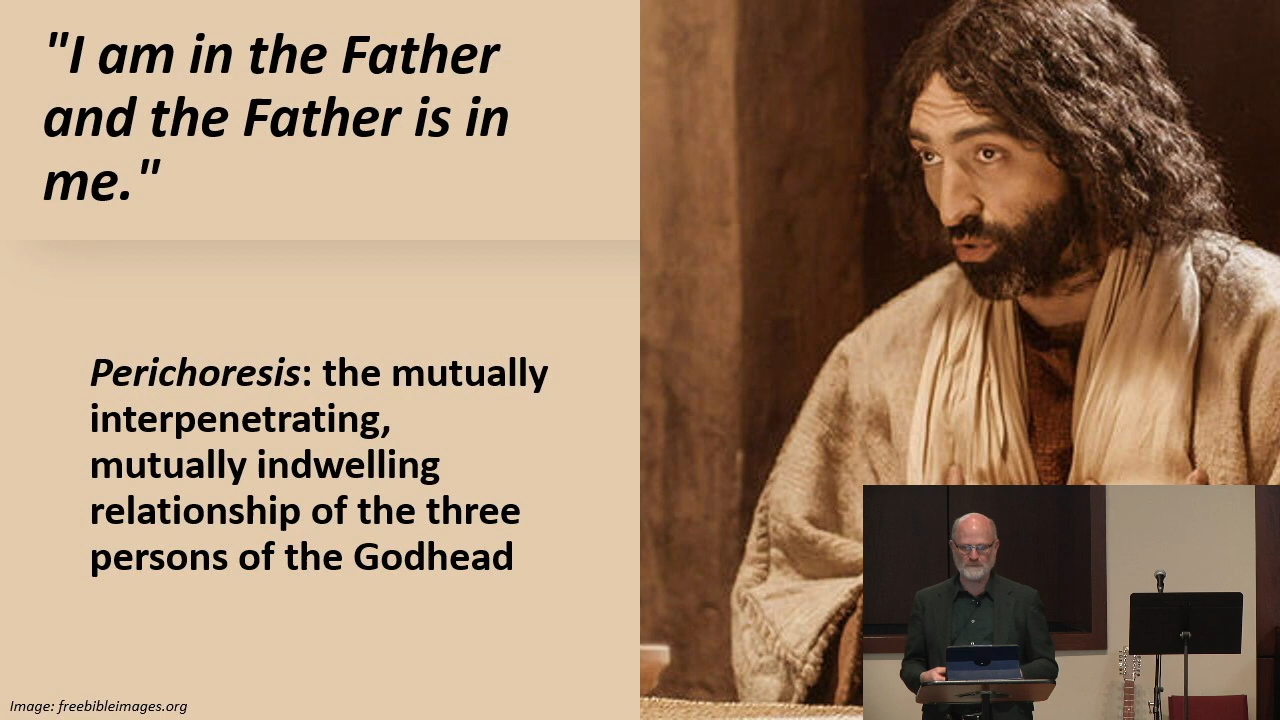 "I am in the Father
and the Father is in
me."
Perichoresis: the mutually
interpenetrating,
mutually indwelling
relationship of the three
persons of the Godhead
Image: freebibleimages.org